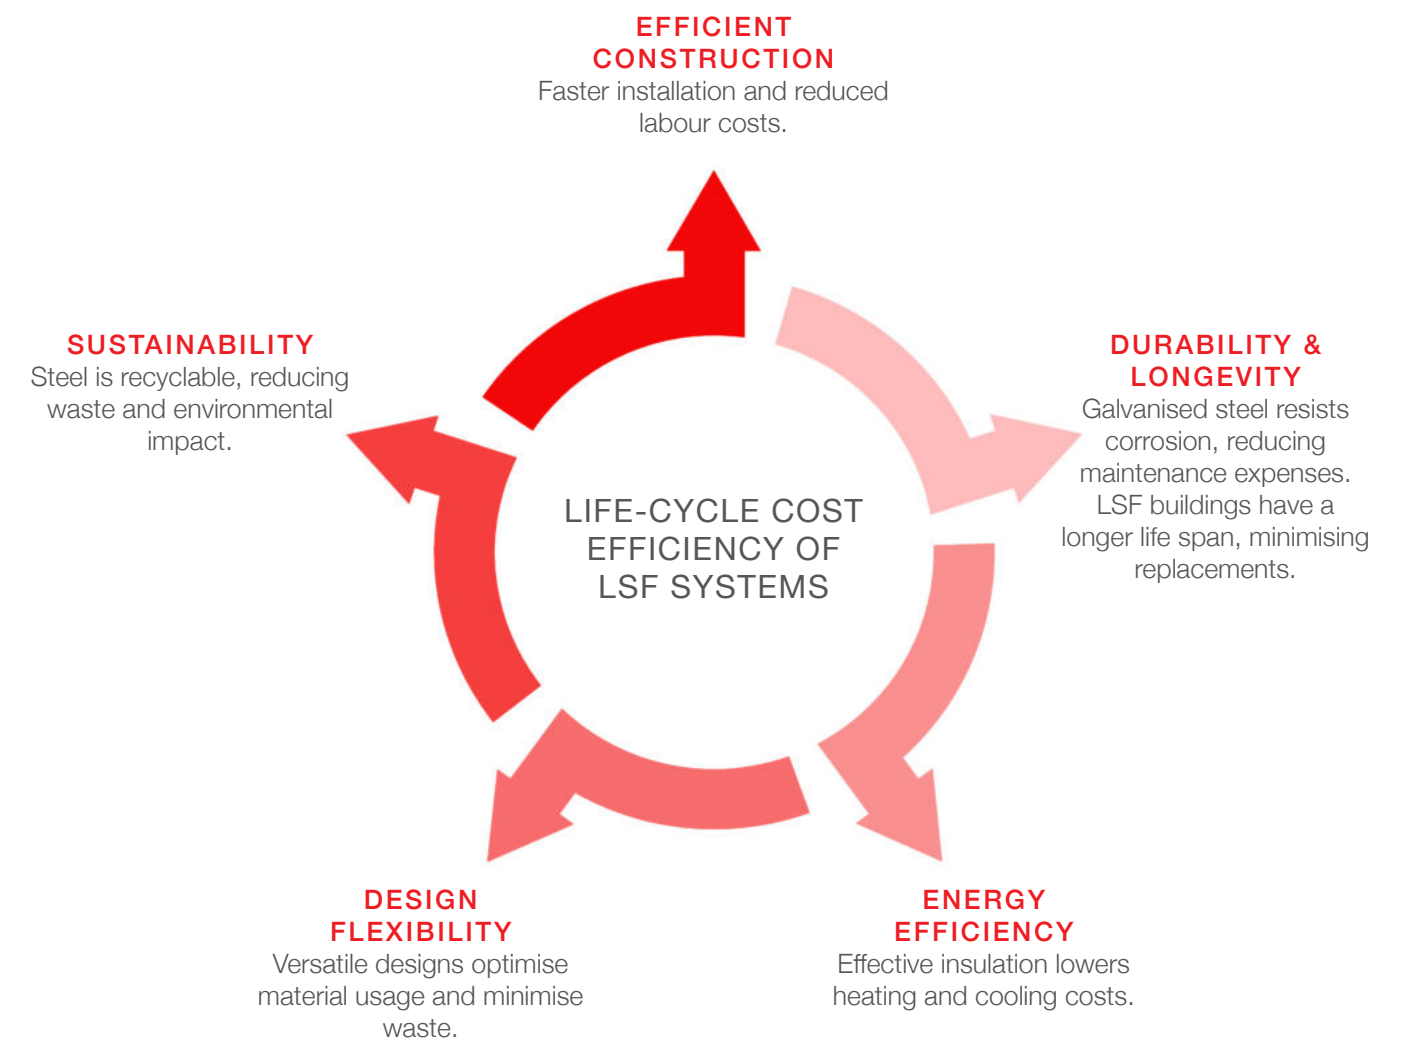 EFFICIENT
CONSTRUCTION
Faster installation and reduced
labour costs.
SUSTAINABILITY
Steel is recyclable, reducing
waste and environmental
impact.
DURABILITY &
LONGEVITY
Galvanised steel resists
corrosion, reducing
maintenance expenses.
LSF buildings have a
longer life span, minimising
replacements.
LIFE-CYCLE COST
EFFICIENCY OF
LSF SYSTEMS
DESIGN
FLEXIBILITY
Versatile designs optimise
material usage and minimise
waste.
ENERGY
EFFICIENCY
Effective insulation lowers
heating and cooling costs.